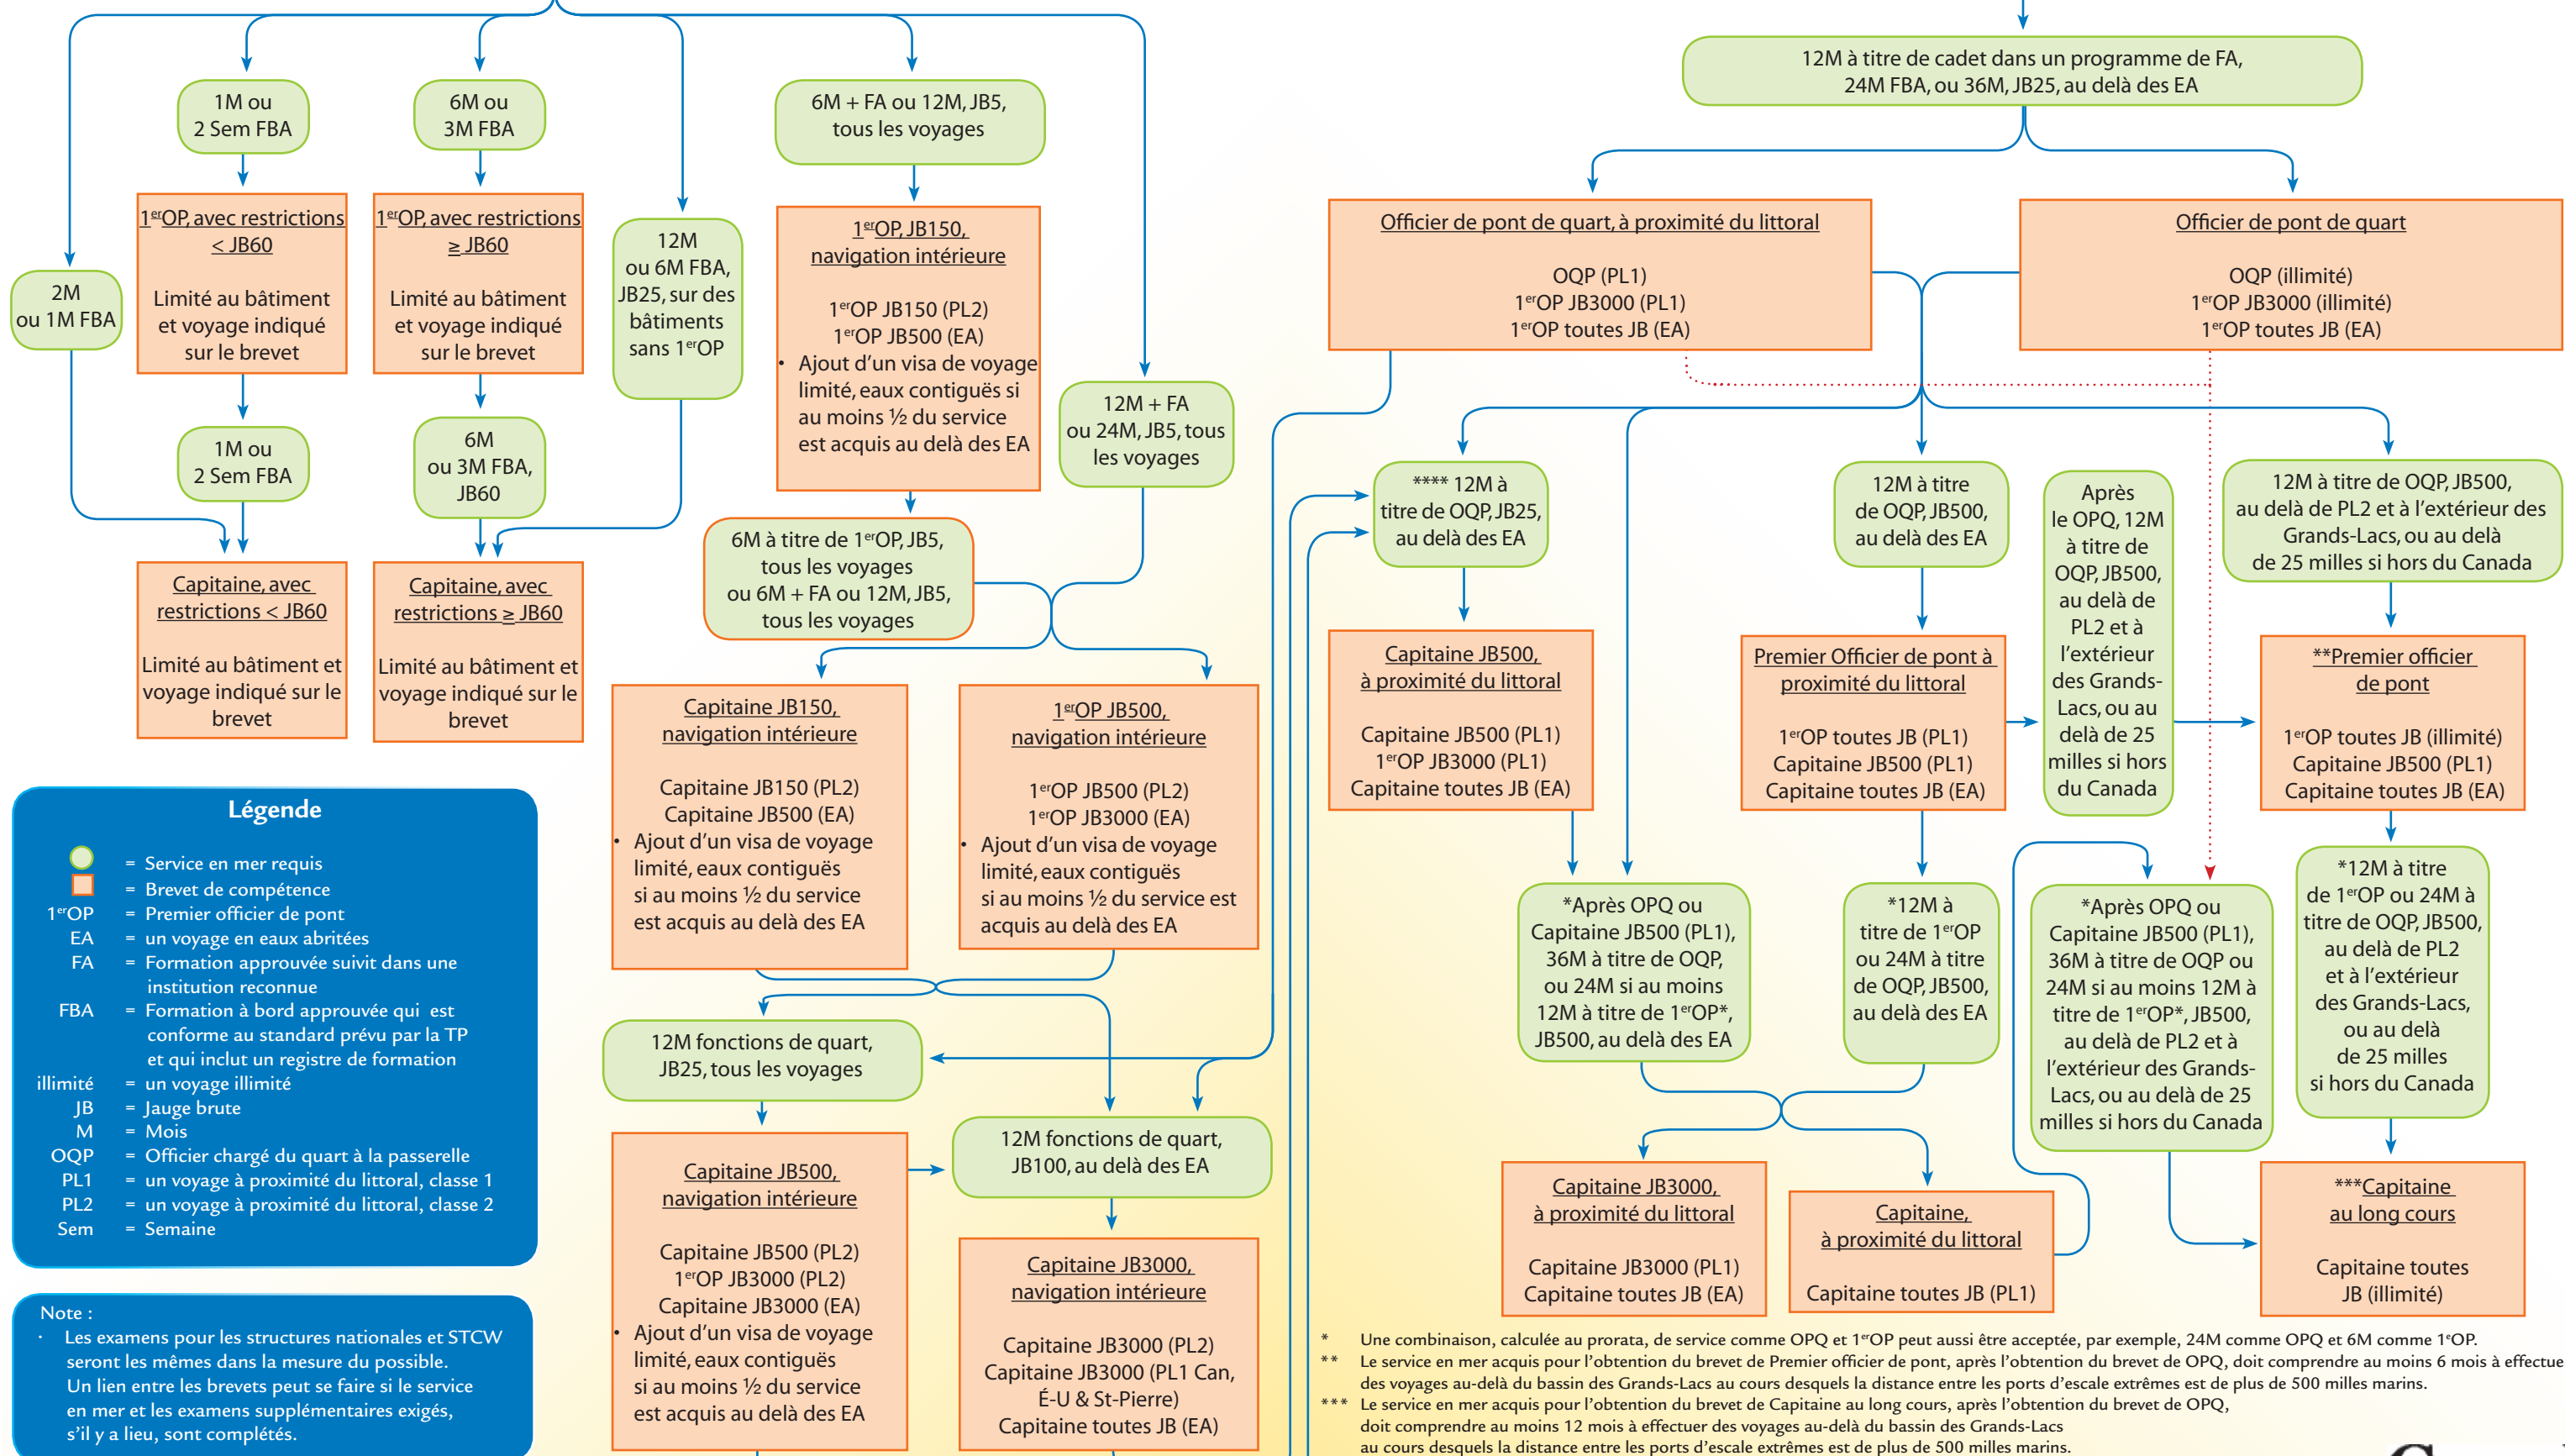 1M ou
2 Sem FBA
6M ou
3M FBA
6M + FA ou 12M, JB5,
tous les voyages
2M
ou 1M FBA
1erOP, avec restrictions
< JB60
Limité au bâtiment
et voyage indiqué
sur le brevet
1erOP, avec restrictions
≥ JB60
Limité au bâtiment
et voyage indiqué
sur le brevet
12M
ou 6M FBA,
JB25, sur des
bâtiments
sans 1erOP
1erOP, JB150,
navigation intérieure
1erOP JB150 (PL2)
1erOP JB500 (EA)
• Ajout d'un visa de voyage
limité, eaux contiguës si
au moins ½ du service
est acquis au delà des EA
12M + FA
ou 24M, JB5, tous
les voyages
1M ou
2 Sem FBA
6M
ou 3M FBA,
JB60
6M à titre de 1erOP, JB5,
tous les voyages
ou 6M + FA ou 12M, JB5,
tous les voyages
Capitaine, avec
restrictions < JB60
Limité au bâtiment et
voyage indiqué sur le
brevet
Capitaine, avec
restrictions ≥ JB60
Limité au bâtiment et
voyage indiqué sur le
brevet
Capitaine JB150,
navigation intérieure
Capitaine JB150 (PL2)
Capitaine JB500 (EA)
• Ajout d'un visa de voyage
limité, eaux contiguës
si au moins ½ du service
est acquis au delà des EA
1erOP JB500,
navigation intérieure
1erOP JB500 (PL2)
1erOP JB3000 (EA)
• Ajout d'un visa de voyage
limité, eaux contiguës
si au moins ½ du service est
acquis au delà des EA
12M fonctions de quart,
JB25, tous les voyages
12M fonctions de quart,
JB100, au delà des EA
Capitaine JB500,
navigation intérieure
Capitaine JB500 (PL2)
1erOP JB3000 (PL2)
Capitaine JB3000 (EA)
• Ajout d'un visa de voyage
limité, eaux contiguës
si au moins ½ du service
est acquis au delà des EA
Capitaine JB3000,
navigation intérieure
Capitaine JB3000 (PL2)
Capitaine JB3000 (PL1 Can,
É-U & St-Pierre)
Capitaine toutes JB (EA)
Légende
= Service en mer requis
= Brevet de compétence
1erOP = Premier officier de pont
EA = un voyage en eaux abritées
FA = Formation approuvée suivit dans une
institution reconnue
FBA = Formation à bord approuvée qui est
conforme au standard prévu par la TP
et qui inclut un registre de formation
illimité = un voyage illimité
JB = Jauge brute
M = Mois
OQP = Officier chargé du quart à la passerelle
PL1 = un voyage à proximité du littoral, classe 1
PL2 = un voyage à proximité du littoral, classe 2
Sem = Semaine
Note :
· Les examens pour les structures nationales et STCW
seront les mêmes dans la mesure du possible.
Un lien entre les brevets peut se faire si le service
en mer et les examens supplémentaires exigés,
s'il y a lieu, sont complétés.
12M à titre de cadet dans un programme de FA,
24M FBA, ou 36M, JB25, au delà des EA
Officier de pont de quart, à proximité du littoral
OQP (PL1)
1erOP JB3000 (PL1)
1erOP toutes JB (EA)
Officier de pont de quart
OQP (illimité)
1erOP JB3000 (illimité)
1erOP toutes JB (EA)
**** 12M à
titre de OQP, JB25,
au delà des EA
12M à titre
de OQP, JB500,
au delà des EA
Après
le OPQ, 12M
à titre de
OQP, JB500,
au delà de
PL2 et à
l'extérieur
des Grands-
Lacs, ou au
delà de 25
milles si hors
du Canada
12M à titre de OQP, JB500,
au delà de PL2 et à l'extérieur des
Grands-Lacs, ou au delà
de 25 milles si hors du Canada
Capitaine JB500,
à proximité du littoral
Capitaine JB500 (PL1)
1erOP JB3000 (PL1)
Capitaine toutes JB (EA)
Premier Officier de pont à
proximité du littoral
1erOP toutes JB (PL1)
Capitaine JB500 (PL1)
Capitaine toutes JB (EA)
**Premier officier
de pont
1erOP toutes JB (illimité)
Capitaine JB500 (PL1)
Capitaine toutes JB (EA)
*Après OPQ ou
Capitaine JB500 (PL1),
36M à titre de OQP,
ou 24M si au moins
12M à titre de 1erOP*,
JB500, au delà des EA
*12M à
titre de 1erOP
ou 24M à titre
de OQP, JB500,
au delà des EA
*Après OPQ ou
Capitaine JB500 (PL1),
36M à titre de OQP ou
24M si au moins 12M à
titre de 1erOP*, JB500,
au delà de PL2 et à
l'extérieur des Grands-
Lacs, ou au delà de 25
milles si hors du Canada
*12M à titre
de 1erOP ou 24M à
titre de OQP, JB500,
au delà de PL2
et à l'extérieur
des Grands-Lacs,
ou au delà
de 25 milles
si hors du Canada
Capitaine JB3000,
à proximité du littoral
Capitaine JB3000 (PL1)
Capitaine toutes JB (EA)
Capitaine,
à proximité du littoral
Capitaine toutes JB (PL1)
***Capitaine
au long cours
Capitaine toutes
JB (illimité)
* Une combinaison, calculée au prorata, de service comme OPQ et 1erOP peut aussi être acceptée, par exemple, 24M comme OPQ et 6M comme 1eOP.
** Le service en mer acquis pour l'obtention du brevet de Premier officier de pont, après l'obtention du brevet de OPQ, doit comprendre au moins 6 mois à effectue
des voyages au-delà du bassin des Grands-Lacs au cours desquels la distance entre les ports d'escale extrêmes est de plus de 500 milles marins.
*** Le service en mer acquis pour l'obtention du brevet de Capitaine au long cours, après l'obtention du brevet de OPQ,
doit comprendre au moins 12 mois à effectuer des voyages au-delà du bassin des Grands-Lacs
au cours desquels la distance entre les ports d'escale extrêmes est de plus de 500 milles marins.